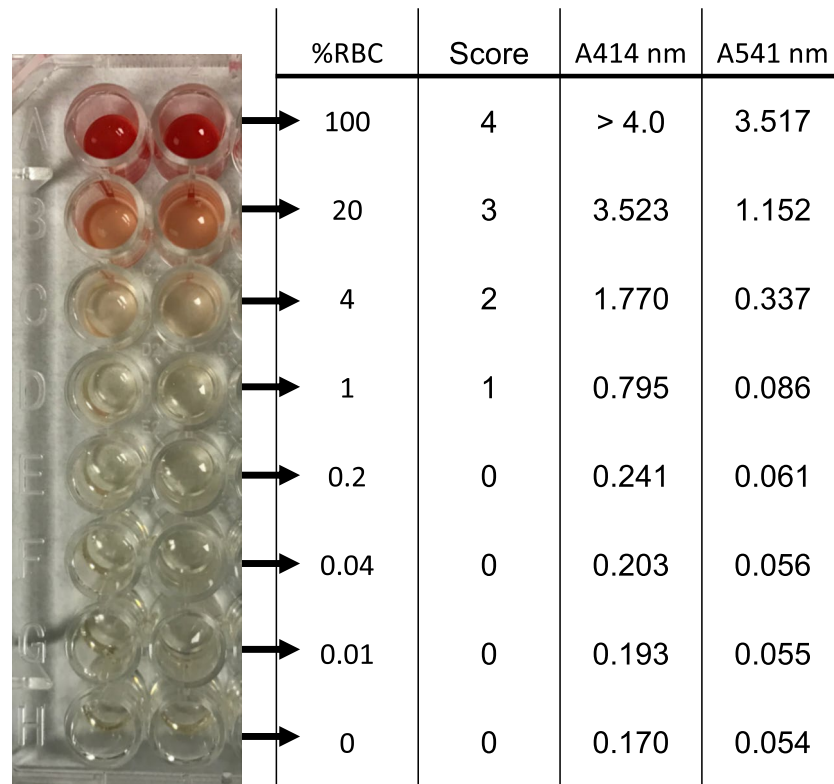 %RBC Score A414 nm A541 nm
A 100 4 > 4.0 3.517
B 20 3 3.523 1.152
C 4 2 1.770 0.337
D 1 1 0.795 0.086
E 0.2 0 0.241 0.061
F 0.04 0 0.203 0.056
G 0.01 0 0.193 0.055
H 0 0 0.170 0.054